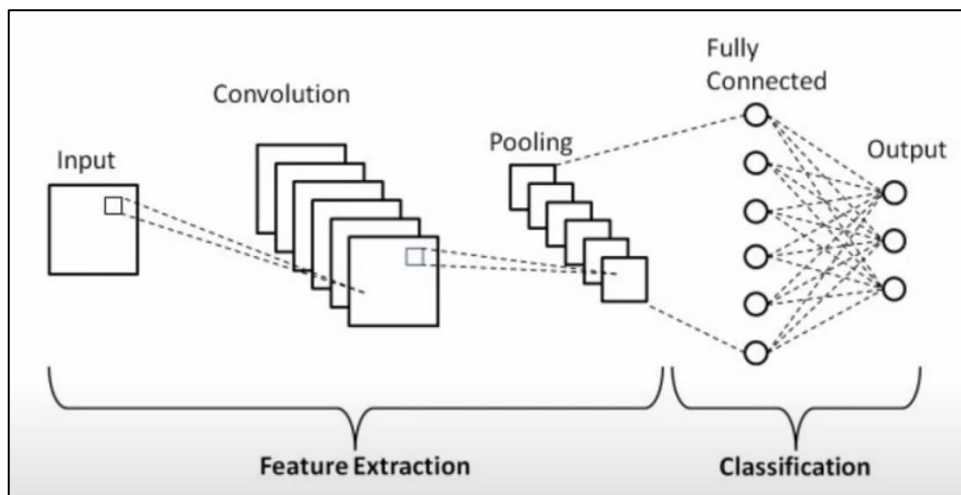 Input
Convolution
Pooling
Fully
Connected
Output
Feature Extraction
Classification